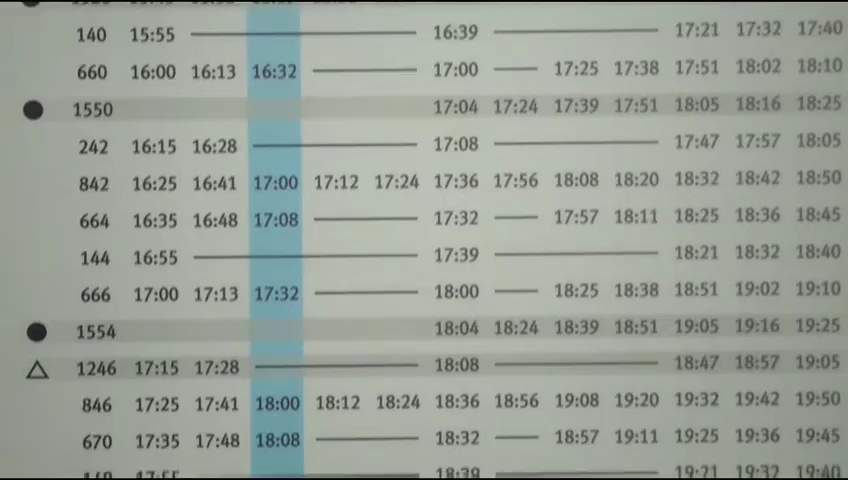 140 15:55 16:39 17:21 17:32 17:40
660 16:00 16:13 16:32 17:00 17:25 17:38 17:51 18:02 18:10
1550 17:04 17:24 17:39 17:51 18:05 18:16 18:25
242 16:15 16:28 17:08 17:47 17:57 18:05
842 16:25 16:41 17:00 17:12 17:24 17:36 17:56 18:08 18:20 18:32 18:42 18:50
664 16:35 16:48 17:08 17:32 17:57 18:11 18:25 18:36 18:45
144 16:55 17:39 18:21 18:32 18:40
666 17:00 17:13 17:32 18:00 18:25 18:38 18:51 19:02 19:10
1554 18:04 18:24 18:39 18:51 19:05 19:16 19:25
1246 17:15 17:28 18:08 18:47 18:57 19:05
846 17:25 17:41 18:00 18:12 18:24 18:36 18:56 19:08 19:20 19:32 19:42 19:50
670 17:35 17:48 18:08 18:32 18:57 19:11 19:25 19:36 19:45
18:39 19:21 19:32 19:40